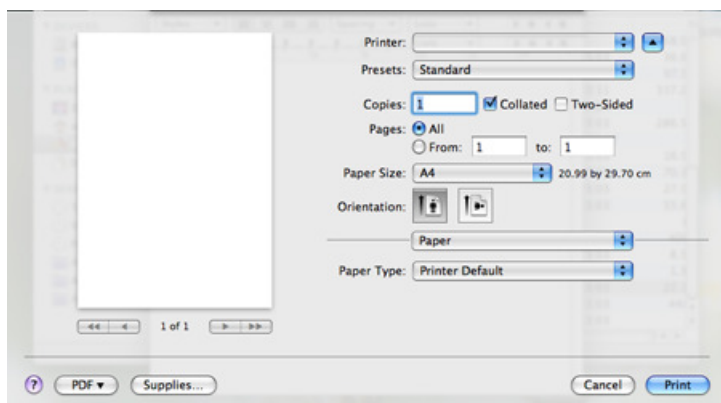 Printer:
Presets: Standard
Copies: 1 Collated Two-Sided
Pages: All
From: 1 to: 1
Paper Size: A4 20.99 by 29.70 cm
Orientation:
Paper
Paper Type: Printer Default
1 of 1
? PDF Supplies... Cancel Print